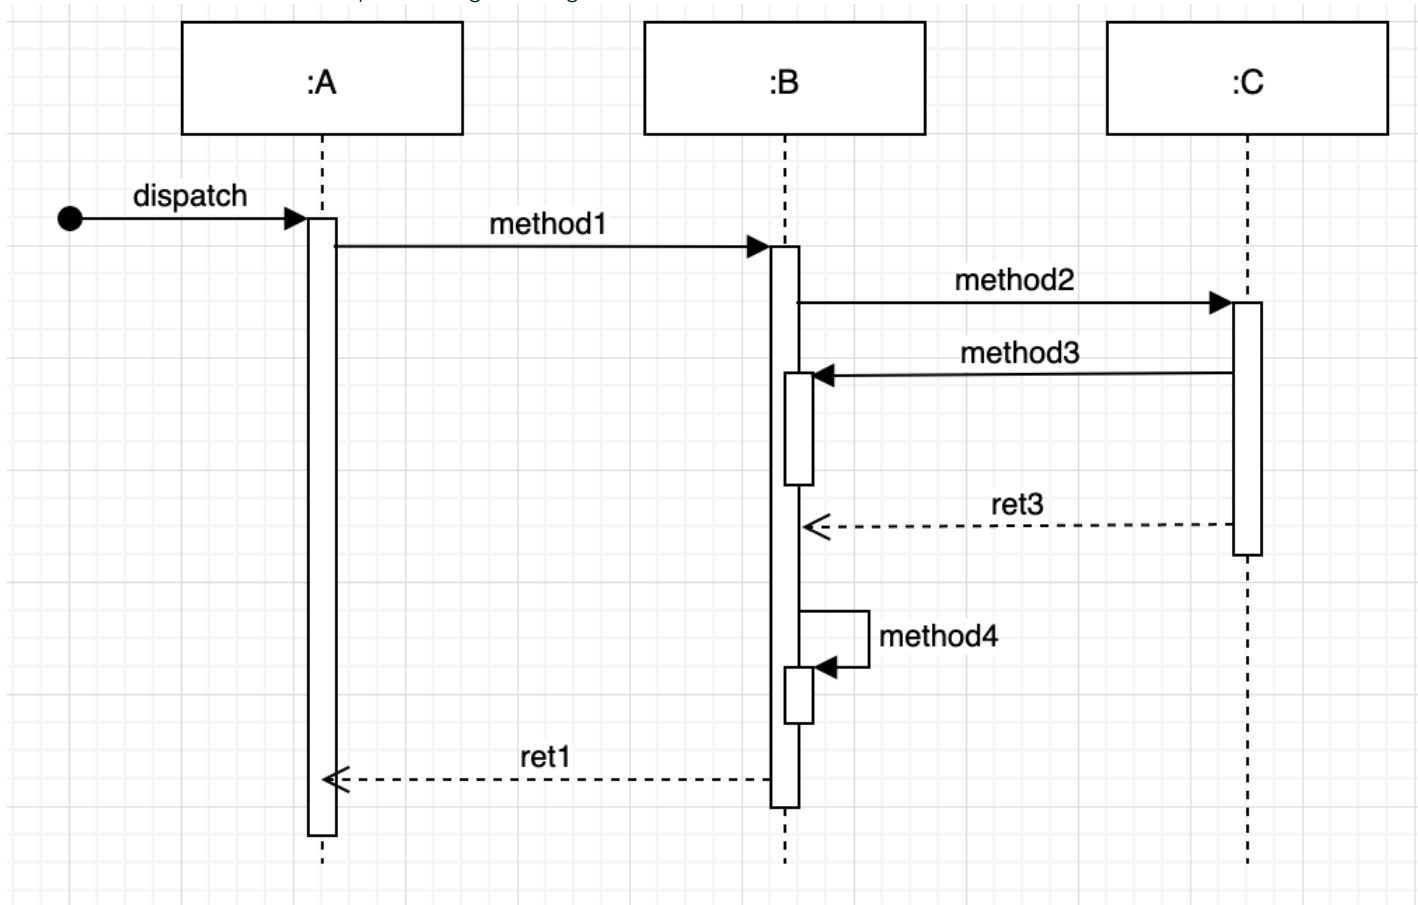 :A
:B
:C
dispatch
method1
method2
method3
ret3
method4
ret1